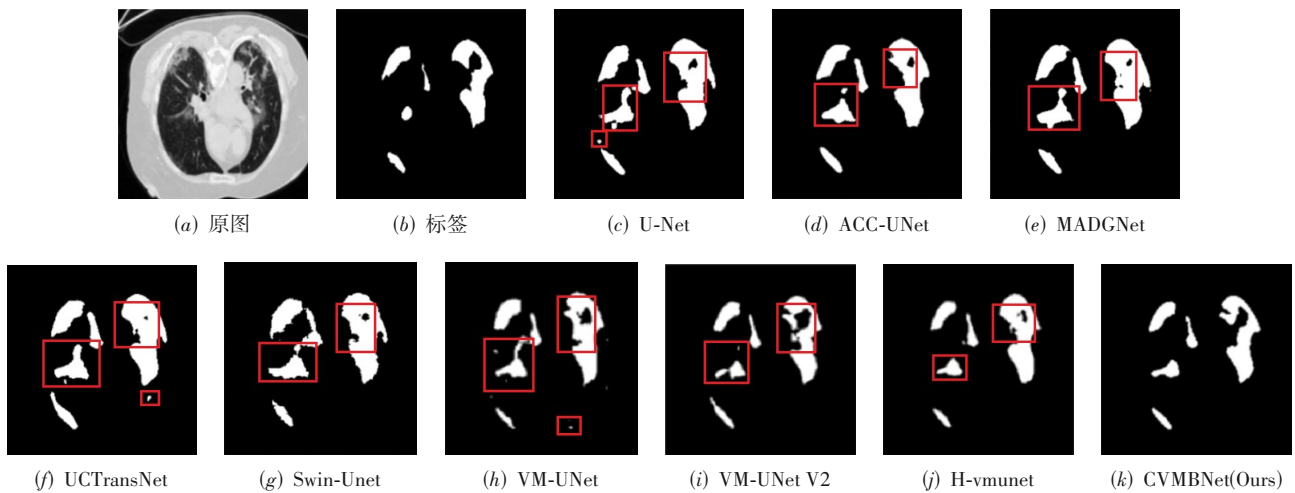 (a) 原图
(b) 标签
(c) U-Net
(d) ACC-UNet
(e) MADGNet
(f) UCTransNet
(g) Swin-Unet
(h) VM-UNet
(i) VM-UNet V2
(j) H-vmunet
(k) CVMBNet(Ours)